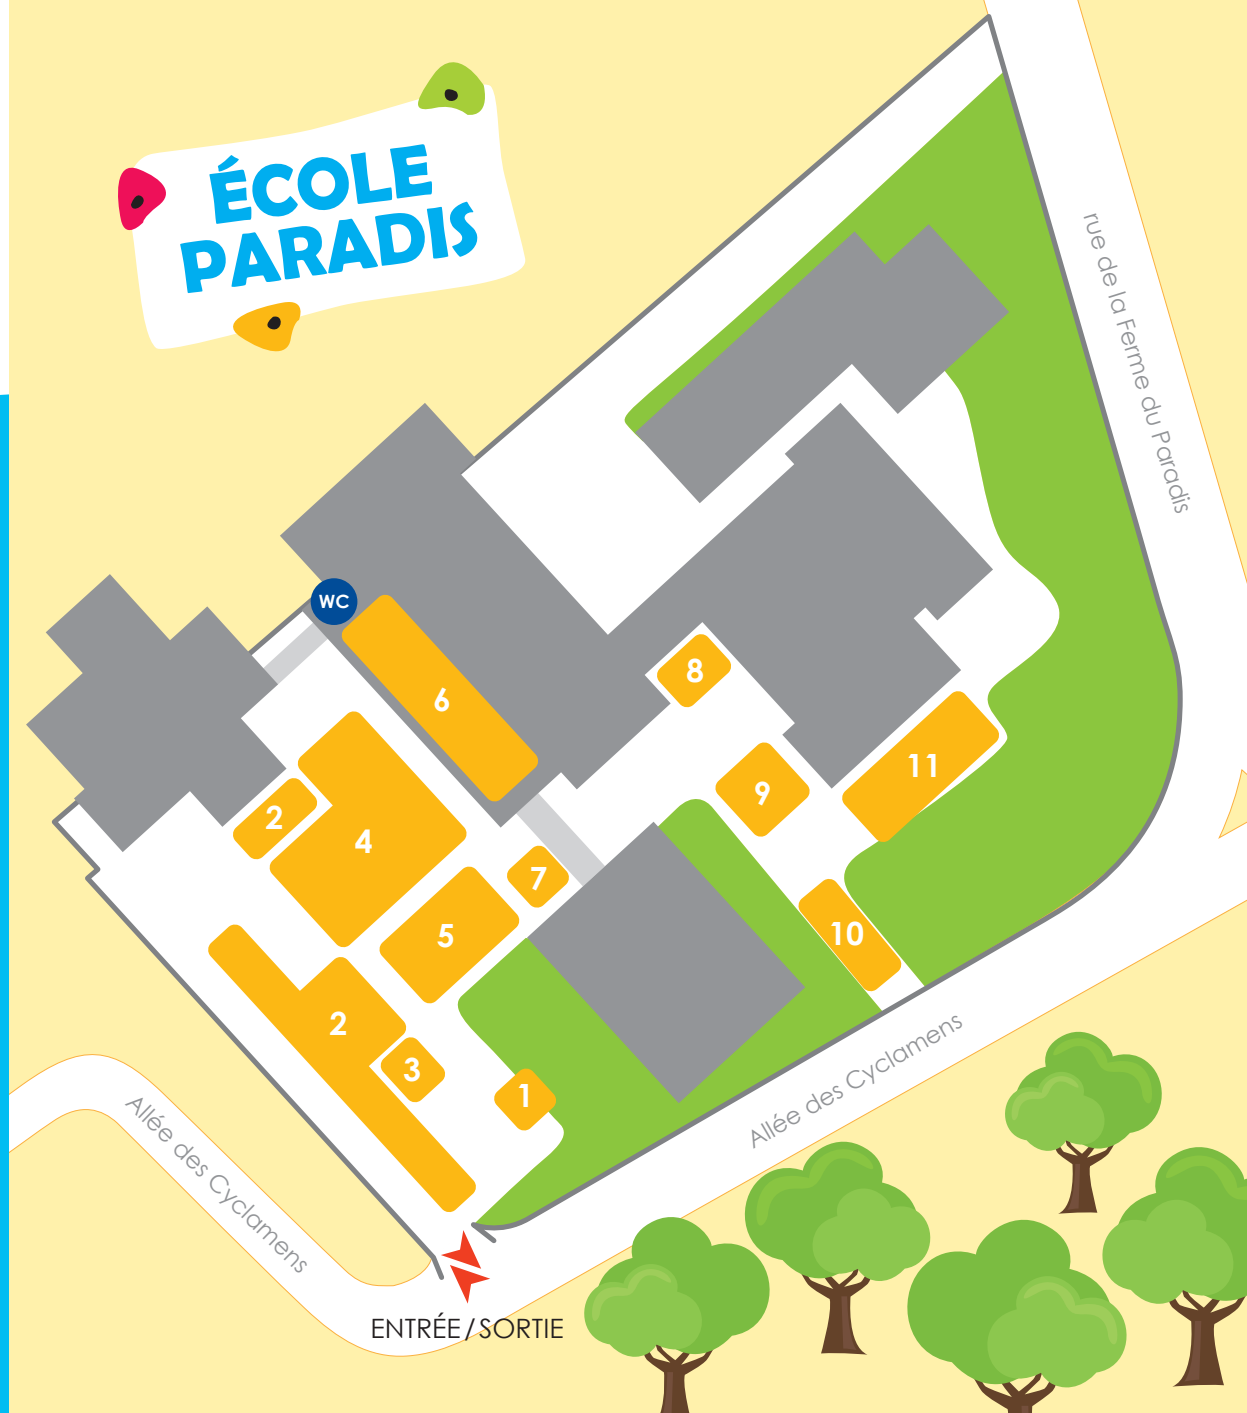 ÉCOLE
PARADIS
rue de la Ferme du Paradis
WC
6
8
11
9
2
4
7
5
10
2
3
1
Allée des Cyclamens
Allée des Cyclamens
ENTRÉE / SORTIE